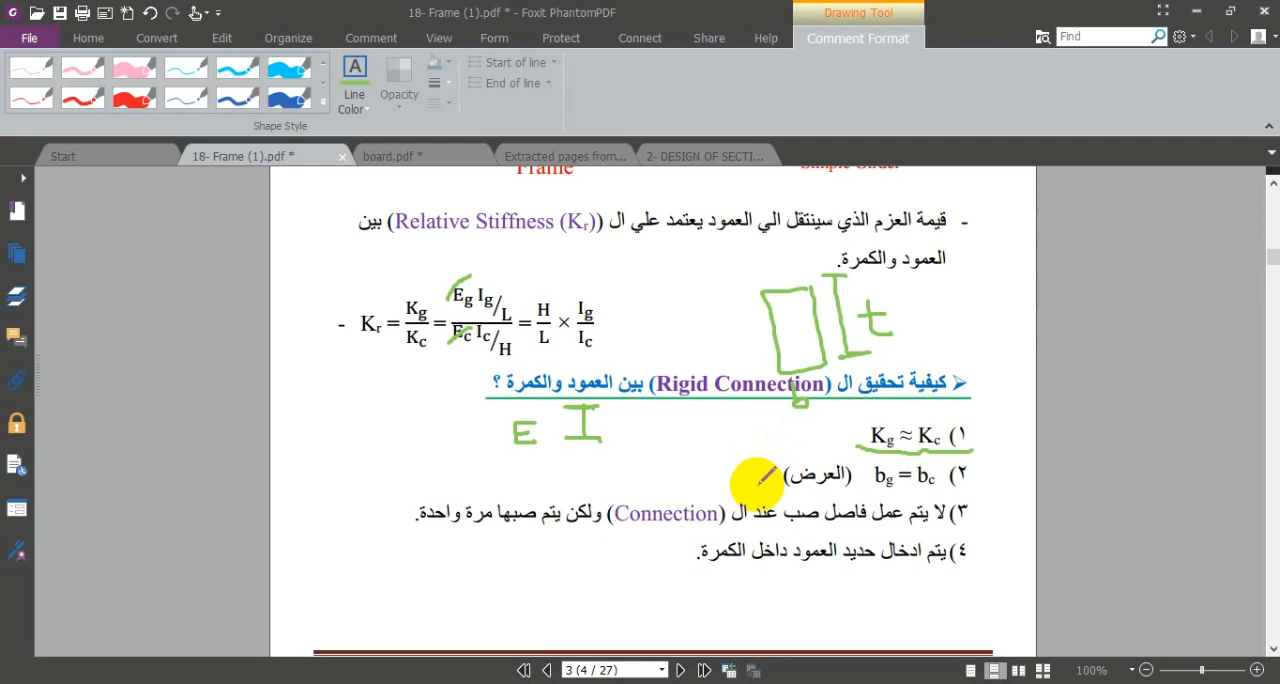 18- Frame (1).pdf * - Foxit PhantomPDF
Drawing Tool
File Home Convert Edit Organize Comment View Form Protect Connect Share Help Comment Format
Find
Line Color
Opacity
Start of line
End of line
Shape Style
Start
18- Frame (1).pdf *
board.pdf *
Extracted pages from...
2- DESIGN OF SECTI...
Frame
Simple Girder
- قيمة العزم الذي سينتقل الي العمود يعتمد علي ال (Relative Stiffness (Kr)) بين
العمود والكمرة.
- Kr = Kg/Kc = (Eg Ig/L)/(Ec Ic/H) = H/L × Ig/Ic
t
b
➢ كيفية تحقيق ال (Rigid Connection) بين العمود والكمرة ؟
E I
١) Kg ≈ Kc
٢) bg = bc (العرض)
٣) لا يتم عمل فاصل صب عند ال (Connection) ولكن يتم صبها مرة واحدة.
٤) يتم ادخال حديد العمود داخل الكمرة.
3 (4 / 27)
100%